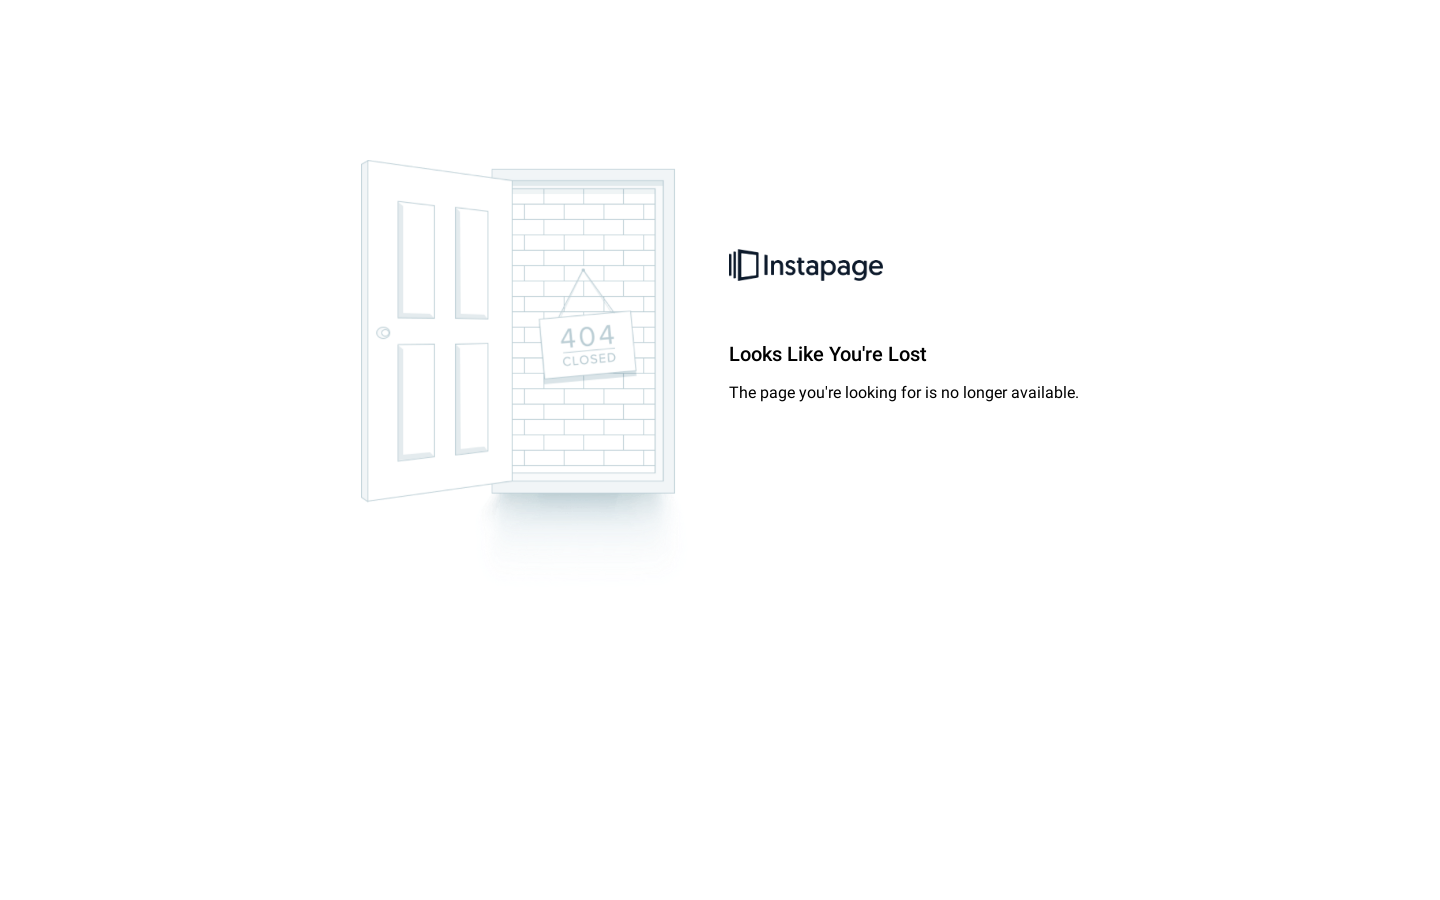 Instapage
404
CLOSED
Looks Like You're Lost
The page you're looking for is no longer available.